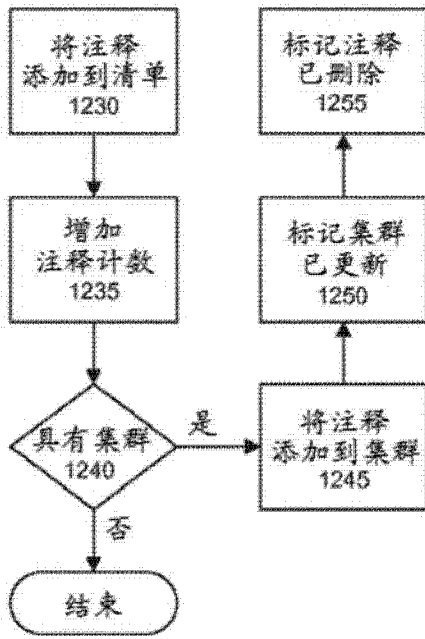 将注释
添加到清单
1230
增加
注释计数
1235
具有集群
1240
是
否
结束
标记注释
已删除
1255
标记集群
已更新
1250
将注释
添加到集群
1245